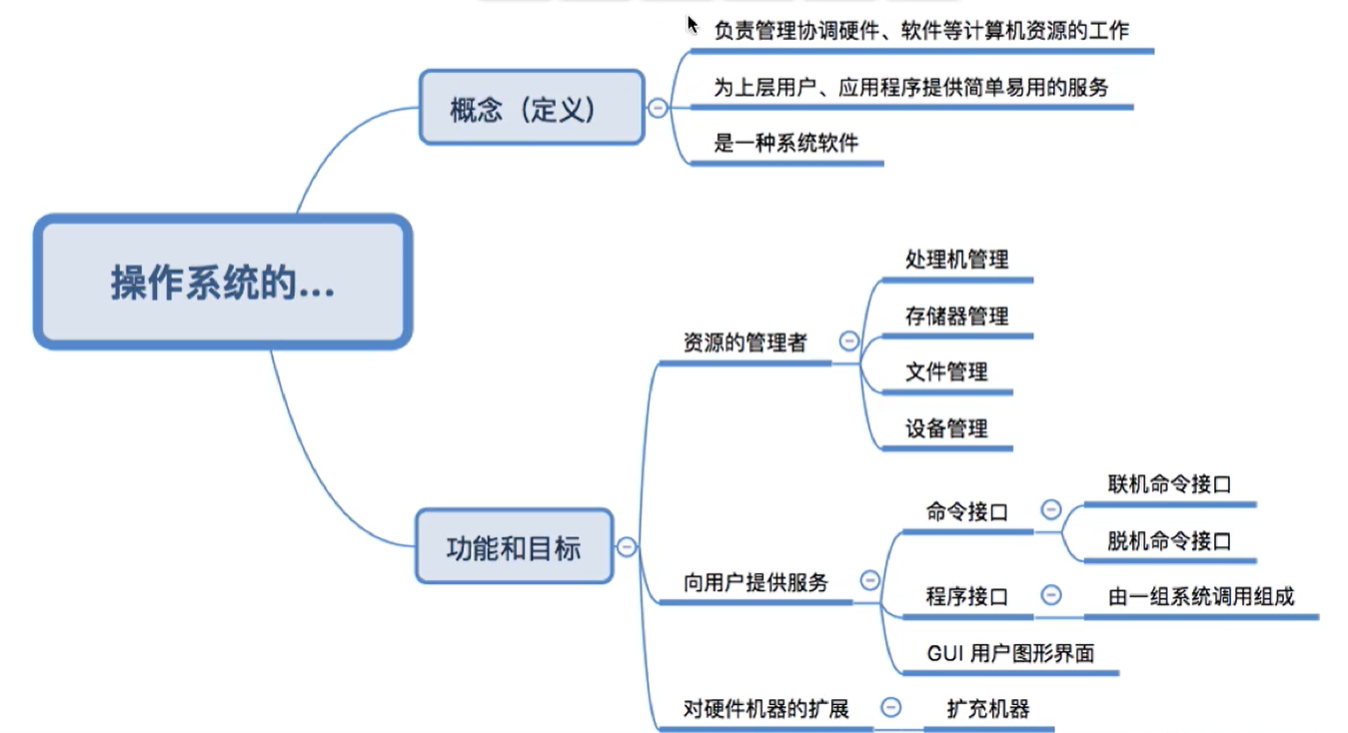 负责管理协调硬件、软件等计算机资源的工作
概念（定义）
为上层用户、应用程序提供简单易用的服务
是一种系统软件
操作系统的...
处理机管理
资源的管理者
存储器管理
文件管理
设备管理
功能和目标
向用户提供服务
命令接口
联机命令接口
脱机命令接口
程序接口
由一组系统调用组成
GUI 用户图形界面
对硬件机器的扩展
扩充机器